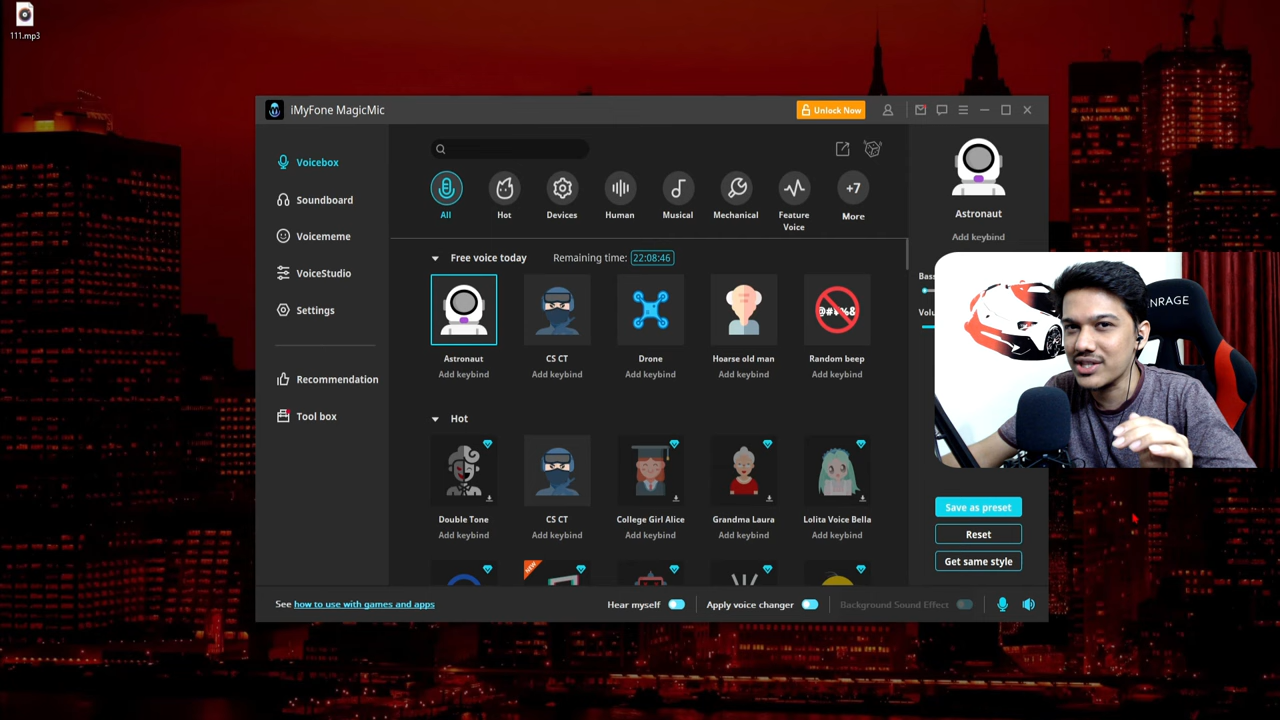 111.mp3
iMyFone MagicMic
Unlock Now
Voicebox
Soundboard
Voicememe
VoiceStudio
Settings
Recommendation
Tool box
All
Hot
Devices
Human
Musical
Mechanical
Feature
Voice
+7
More
Free voice today
Remaining time: 22:08:46
Astronaut
CS CT
Drone
Hoarse old man
Random beep
Add keybind
Add keybind
Add keybind
Add keybind
Add keybind
Hot
Double Tone
CS CT
College Girl Alice
Grandma Laura
Lolita Voice Bella
Add keybind
Add keybind
Add keybind
Add keybind
Add keybind
NEW
Astronaut
Add keybind
Bass
Volu
NRAGE
Save as preset
Reset
Get same style
See how to use with games and apps
Hear myself
Apply voice changer
Background Sound Effect